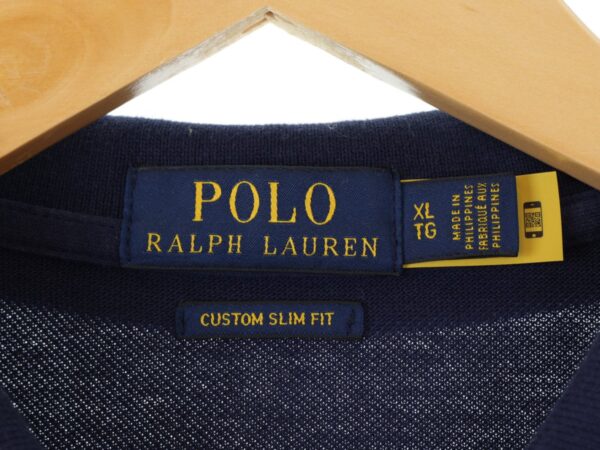 POLO
RALPH LAUREN
XL
TG
MADE IN
PHILIPPINES
FABRIQUÉ AUX
PHILIPPINES
CUSTOM SLIM FIT